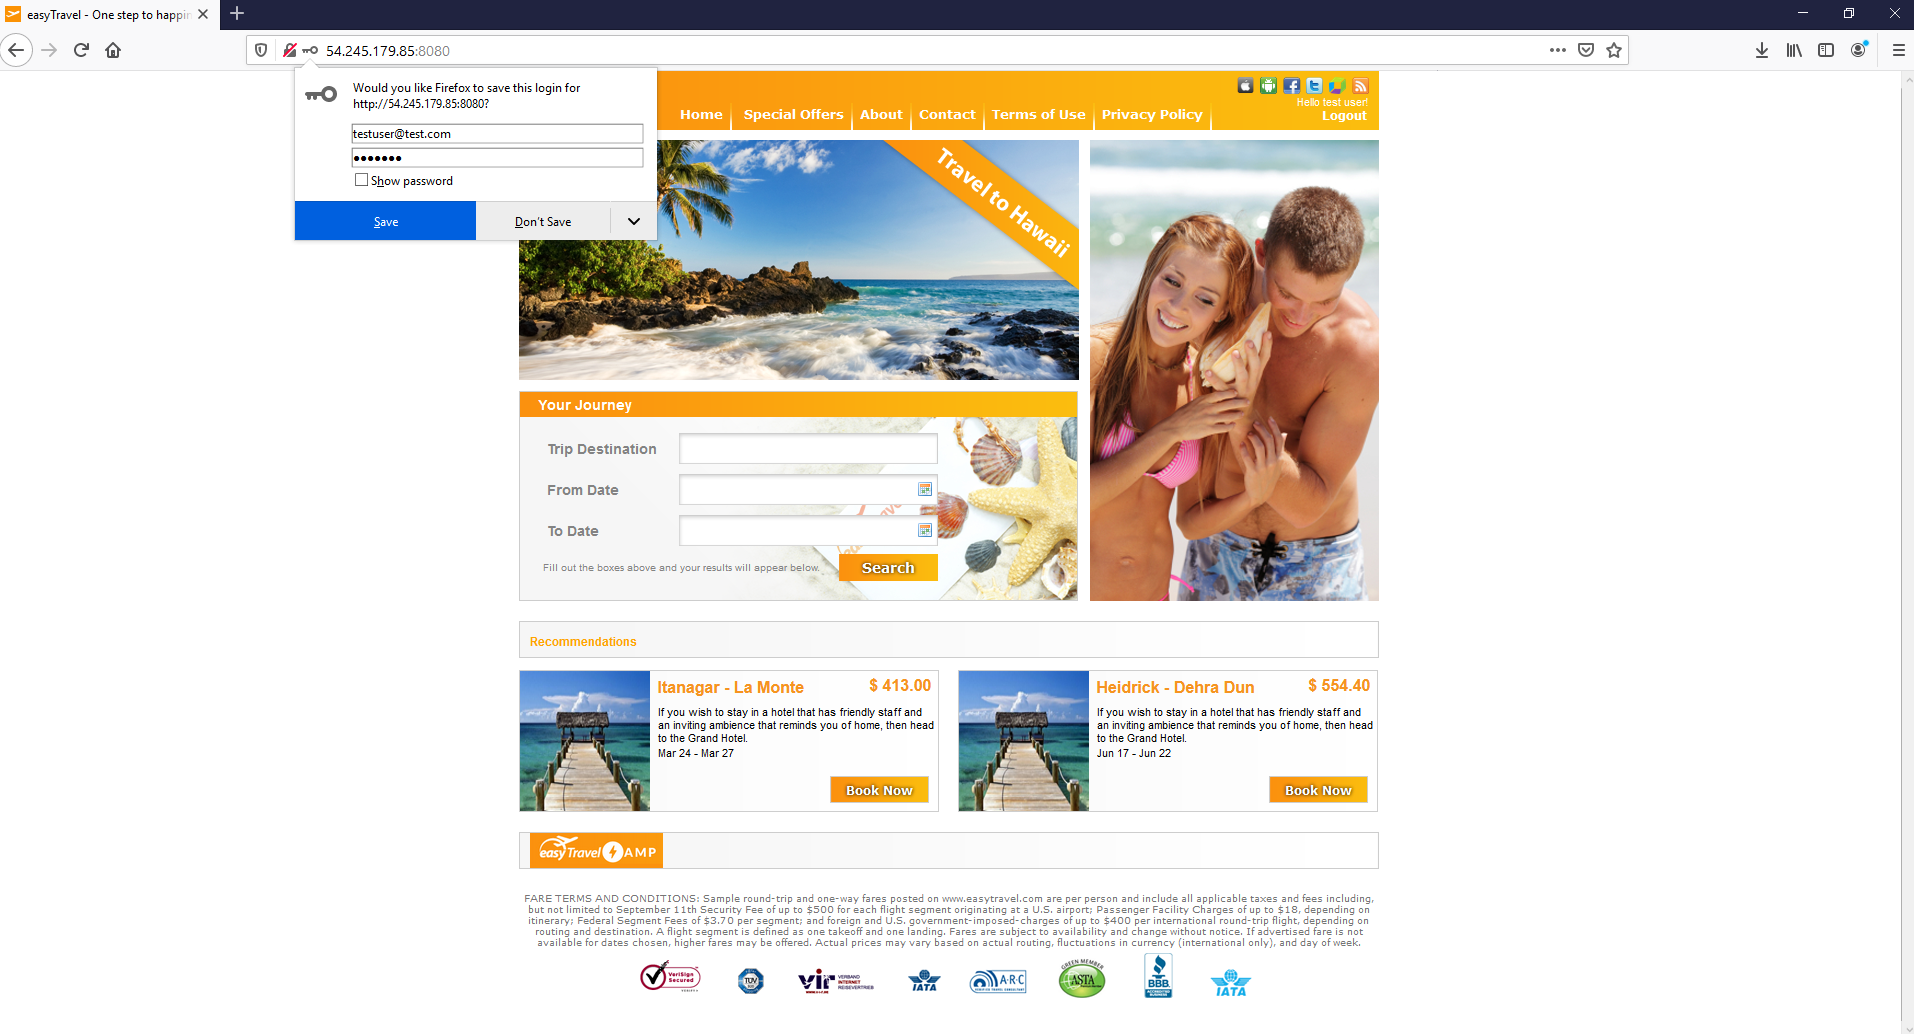 easyTravel - One step to happin
54.245.179.85:8080
Would you like Firefox to save this login for
http://54.245.179.85:8080?
testuser@test.com
•••••••
Show password
Save
Don't Save
Hello test user!
Logout
Home
Special Offers
About
Contact
Terms of Use
Privacy Policy
Travel to Hawaii
Your Journey
Trip Destination
From Date
To Date
Fill out the boxes above and your results will appear below.
Search
Recommendations
Itanagar - La Monte
$ 413.00
If you wish to stay in a hotel that has friendly staff and
an inviting ambience that reminds you of home, then head
to the Grand Hotel.
Mar 24 - Mar 27
Book Now
Heidrick - Dehra Dun
$ 554.40
If you wish to stay in a hotel that has friendly staff and
an inviting ambience that reminds you of home, then head
to the Grand Hotel.
Jun 17 - Jun 22
Book Now
easyTravel AMP
FARE TERMS AND CONDITIONS: Sample round-trip and one-way fares posted on www.easytravel.com are per person and include all applicable taxes and fees including,
but not limited to September 11th Security Fee of up to $500 for each flight segment originating at a U.S. airport; Passenger Facility Charges of up to $18, depending on
itinerary; Federal Segment Fees of $3.70 per segment; and foreign and U.S. government-imposed-charges of up to $400 per international round-trip flight, depending on
routing and destination. A flight segment is defined as one takeoff and one landing. Fares are subject to availability and change without notice. If advertised fare is not
available for dates chosen, higher fares may be offered. Actual prices may vary based on actual routing, fluctuations in currency (international only), and day of week.
VeriSign
Secured
TÜV
vir
VERBAND
INTERNET
REISEVERTRIEB
IATA
A·R·C
GREEN MEMBER
ASTA
BBB
ACCREDITED
BUSINESS
IATA